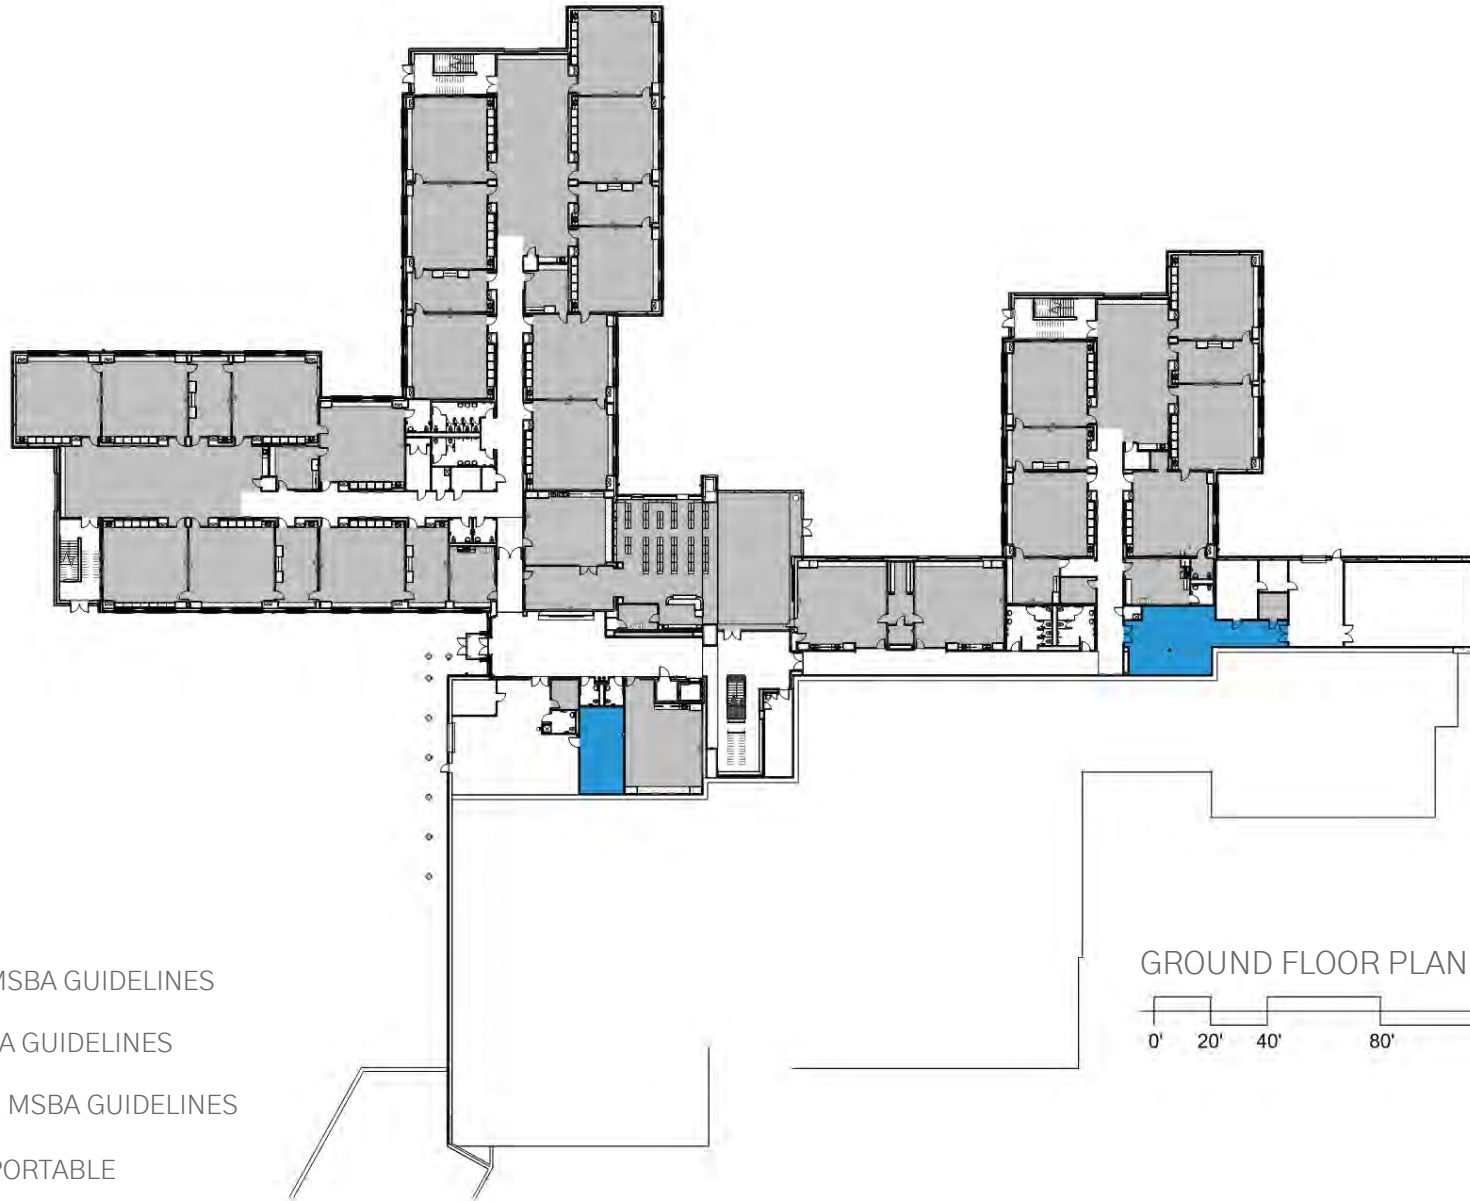 MSBA GUIDELINES
A GUIDELINES
MSBA GUIDELINES
PORTABLE
GROUND FLOOR PLAN
0' 20' 40' 80'